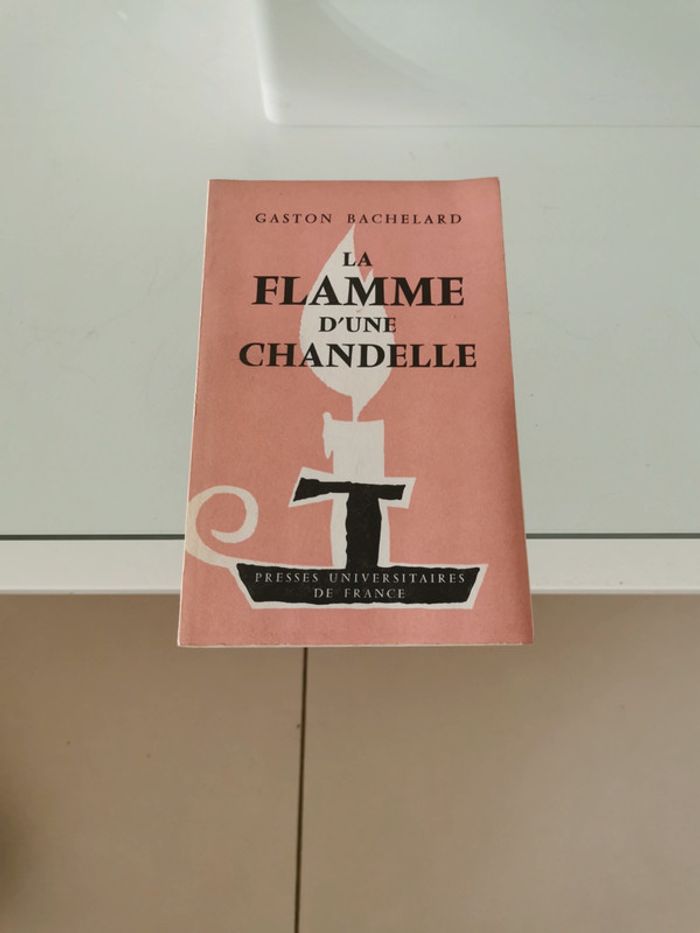 GASTON BACHELARD
LA
FLAMME
D'UNE
CHANDELLE
PRESSES UNIVERSITAIRES
DE FRANCE